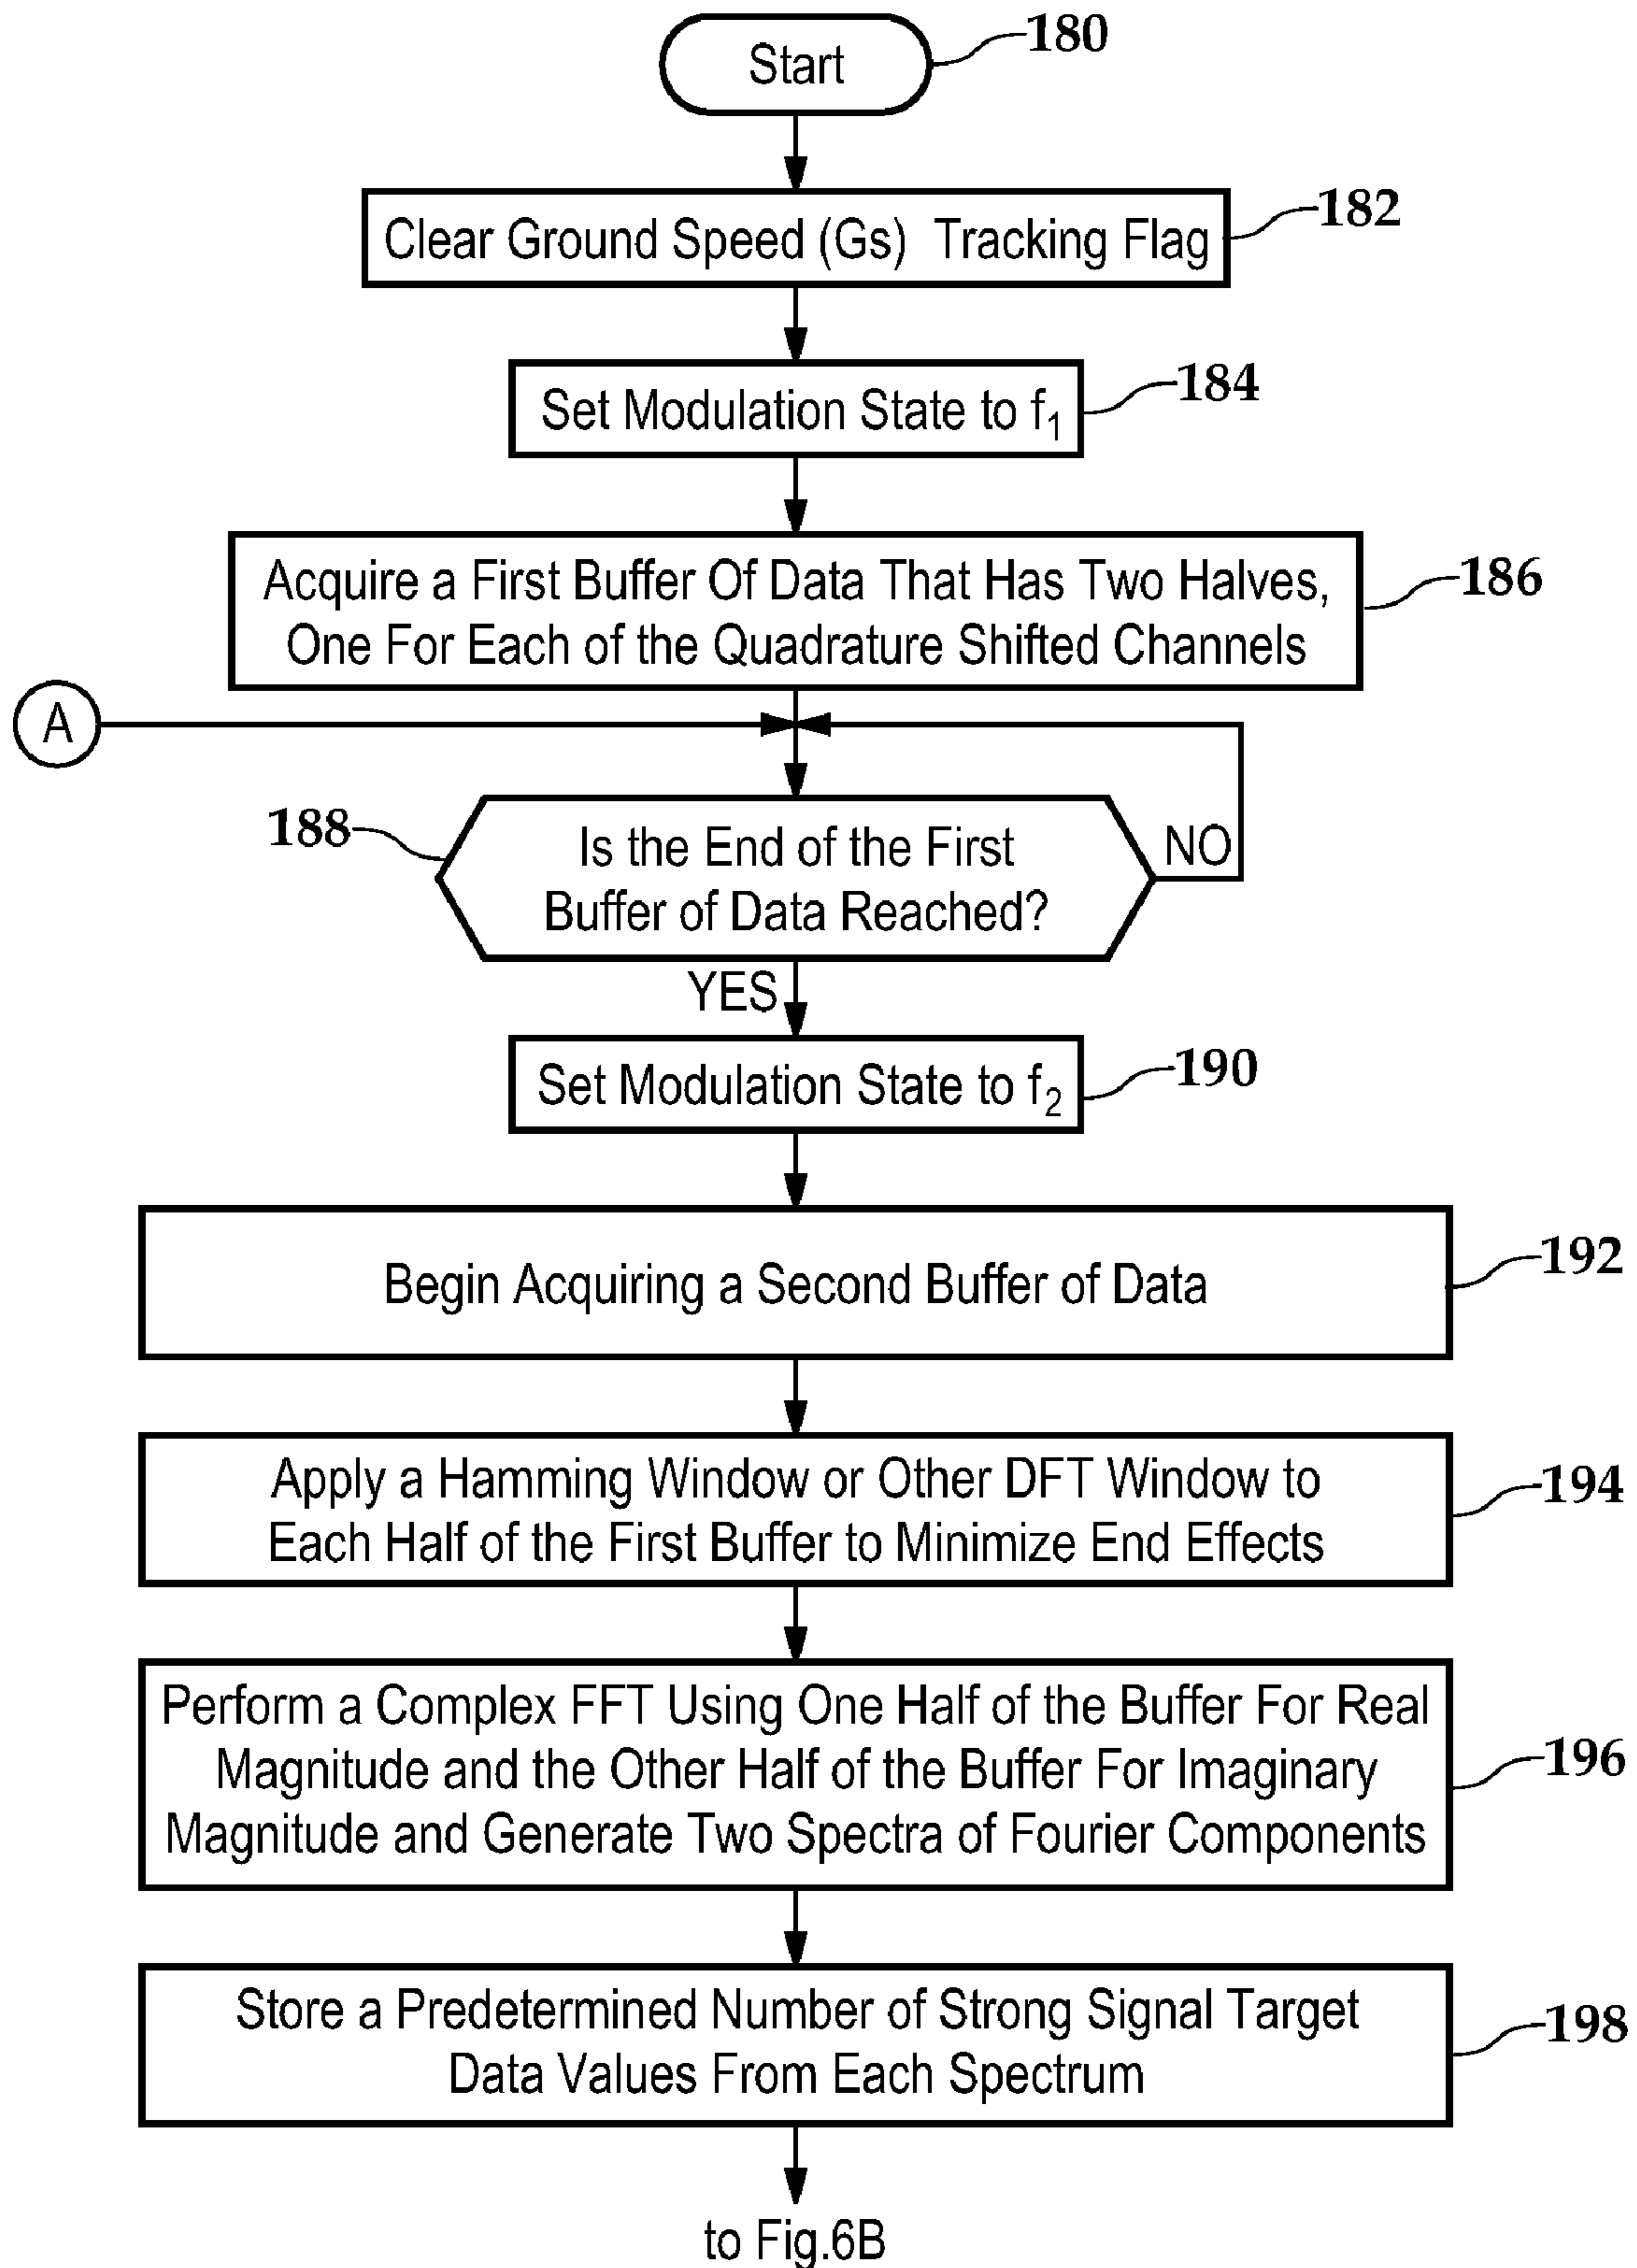 Start
180
Clear Ground Speed (Gs) Tracking Flag
182
Set Modulation State to f₁
184
Acquire a First Buffer Of Data That Has Two Halves,
One For Each of the Quadrature Shifted Channels
186
A
188
Is the End of the First
Buffer of Data Reached?
NO
YES
Set Modulation State to f₂
190
Begin Acquiring a Second Buffer of Data
192
Apply a Hamming Window or Other DFT Window to
Each Half of the First Buffer to Minimize End Effects
194
Perform a Complex FFT Using One Half of the Buffer For Real
Magnitude and the Other Half of the Buffer For Imaginary
Magnitude and Generate Two Spectra of Fourier Components
196
Store a Predetermined Number of Strong Signal Target
Data Values From Each Spectrum
198
to Fig.6B